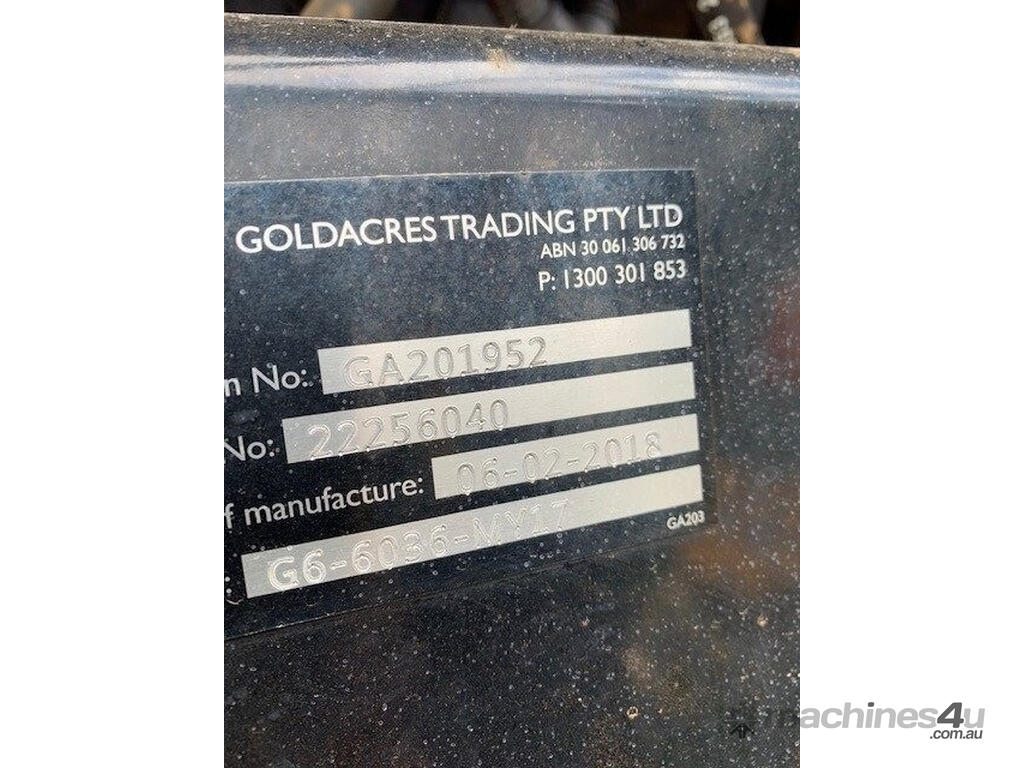 GOLDACRES TRADING PTY LTD
ABN 30 061 306 732
P: 1300 301 853
n No: GA201952
No: 22256040
f manufacture: 06-02-2018
: G6-6036-MY17
GA203
machines4u
.com.au